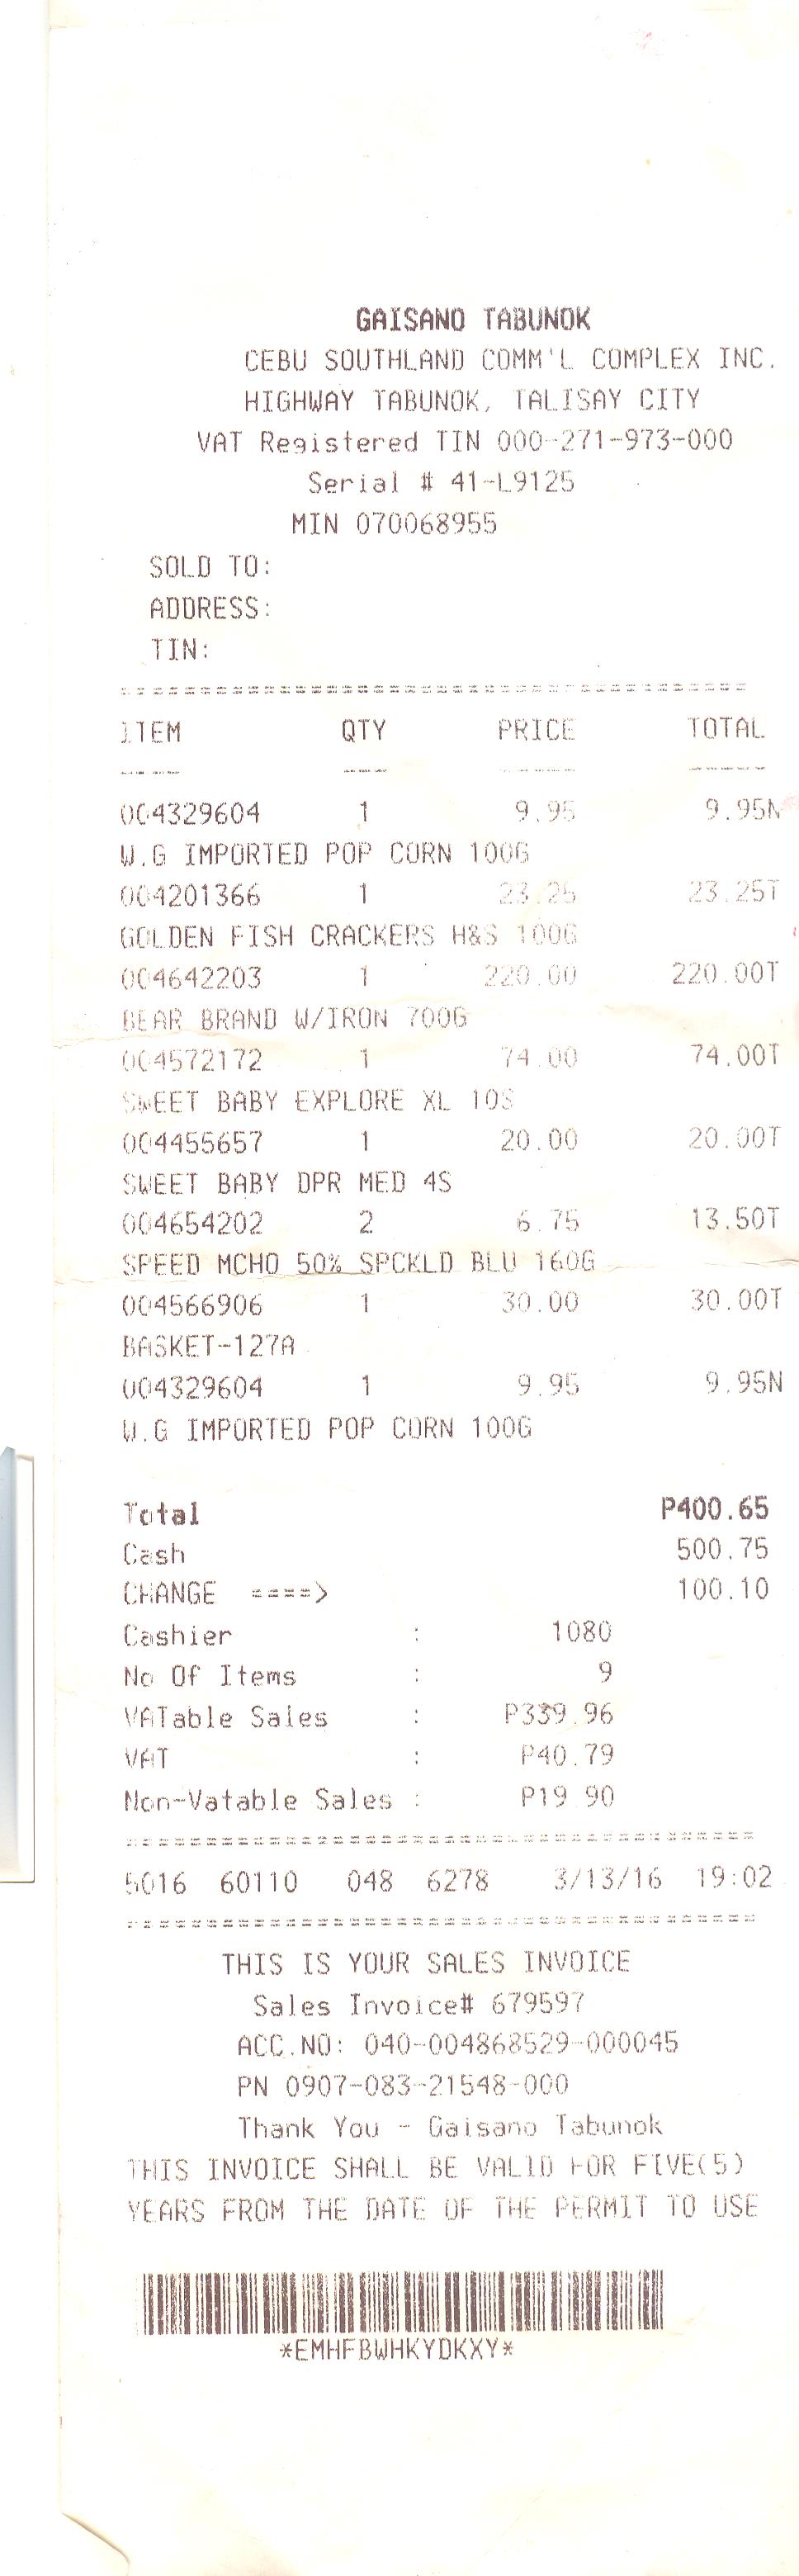 GAISANO TABUNOK
CEBU SOUTHLAND COMM'L COMPLEX INC.
HIGHWAY TABUNOK, TALISAY CITY
VAT Registered TIN 000-271-973-000
Serial # 41-L9125
MIN 070068955
SOLD TO:
ADDRESS:
TIN:
ITEM QTY PRICE TOTAL
004329604 1 9.95 9.95N
W.G IMPORTED POP CORN 100G
004201366 1 23.25 23.25T
GOLDEN FISH CRACKERS H&S 100G
004642203 1 220.00 220.00T
BEAR BRAND W/IRON 700G
004572172 1 74.00 74.00T
SWEET BABY EXPLORE XL 10S
004455657 1 20.00 20.00T
SWEET BABY DPR MED 4S
004654202 2 6.75 13.50T
SPEED MCHO 50% SPCKLD BLU 160G
004566906 1 30.00 30.00T
BASKET-127A
004329604 1 9.95 9.95N
W.G IMPORTED POP CORN 100G
Total P400.65
Cash 500.75
CHANGE ====> 100.10
Cashier : 1080
No Of Items : 9
VATable Sales : P339.96
VAT : P40.79
Non-Vatable Sales : P19 90
5016 60110 048 6278 3/13/16 19:02
THIS IS YOUR SALES INVOICE
Sales Invoice# 679597
ACC.NO: 040-004868529-000045
PN 0907-083-21548-000
Thank You - Gaisano Tabunok
THIS INVOICE SHALL BE VALID FOR FIVE(5)
YEARS FROM THE DATE OF THE PERMIT TO USE
*EMHFBWHKYDKXY*